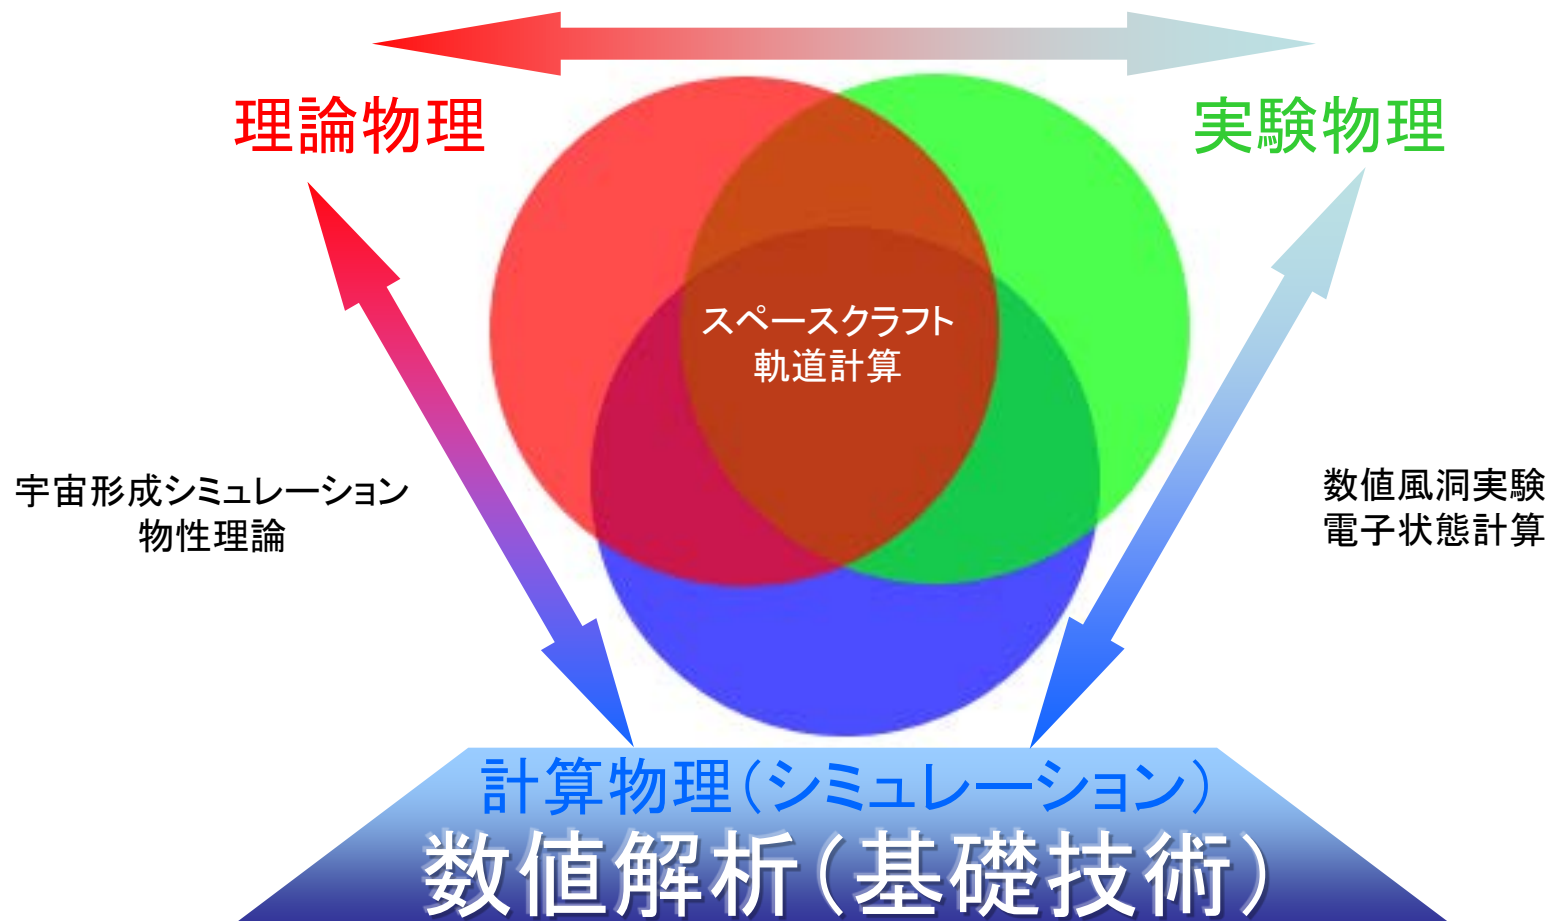 理論物理
実験物理
スペースクラフト
軌道計算
宇宙形成シミュレーション
物性理論
数値風洞実験
電子状態計算
計算物理(シミュレーション)
数値解析(基礎技術)